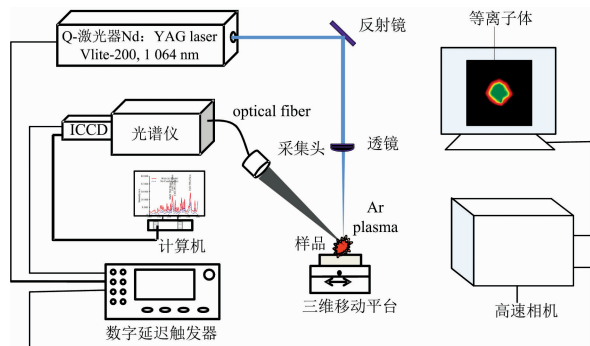 Q-激光器Nd：YAG laser
Vlite-200, 1 064 nm
反射镜
等离子体
ICCD
光谱仪
optical fiber
采集头
透镜
Ar
plasma
样品
计算机
三维移动平台
数字延迟触发器
高速相机